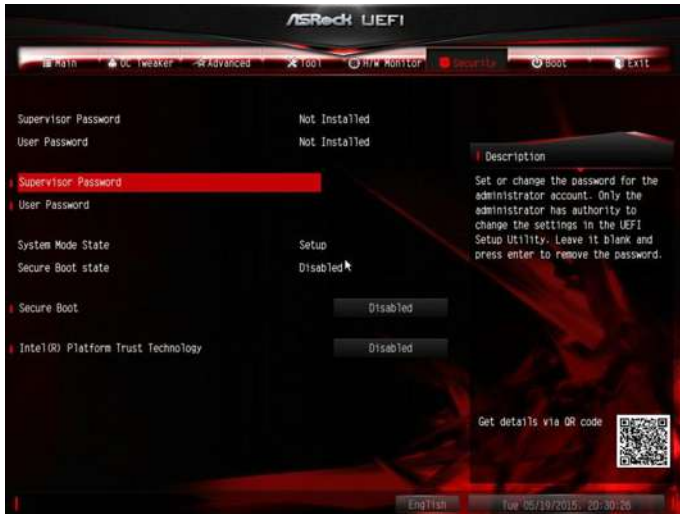 ASRock UEFI
Main OC Tweaker Advanced Tool H/W Monitor Security Boot Exit
Supervisor Password Not Installed
User Password Not Installed
Supervisor Password
User Password
System Mode State Setup
Secure Boot state Disabled
Secure Boot Disabled
Intel(R) Platform Trust Technology Disabled
Description
Set or change the password for the
administrator account. Only the
administrator has authority to
change the settings in the UEFI
Setup Utility. Leave it blank and
press enter to remove the password.
Get details via QR code
English Tue 05/19/2015, 20:30:26